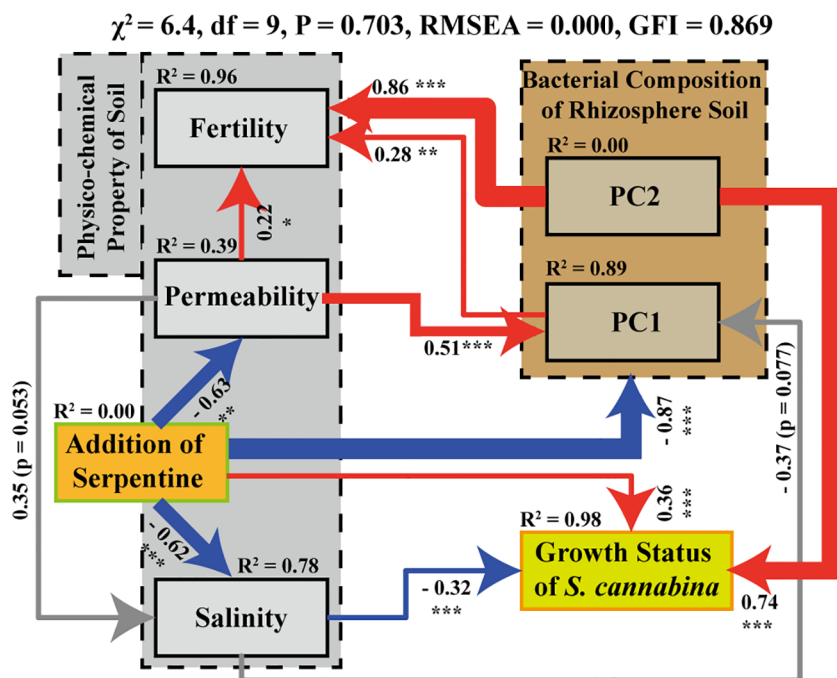 χ² = 6.4, df = 9, P = 0.703, RMSEA = 0.000, GFI = 0.869
Physico-chemical
Property of Soil
R² = 0.96
Fertility
0.86 ***
0.28 **
0.22
*
R² = 0.39
Permeability
0.51***
Bacterial Composition
of Rhizosphere Soil
R² = 0.00
PC2
R² = 0.89
PC1
- 0.63
**
R² = 0.00
Addition of
Serpentine
- 0.87
***
0.35 (p = 0.053)
- 0.37 (p = 0.077)
- 0.62
***
0.36
***
R² = 0.78
Salinity
- 0.32
***
R² = 0.98
Growth Status
of S. cannabina
0.74
***